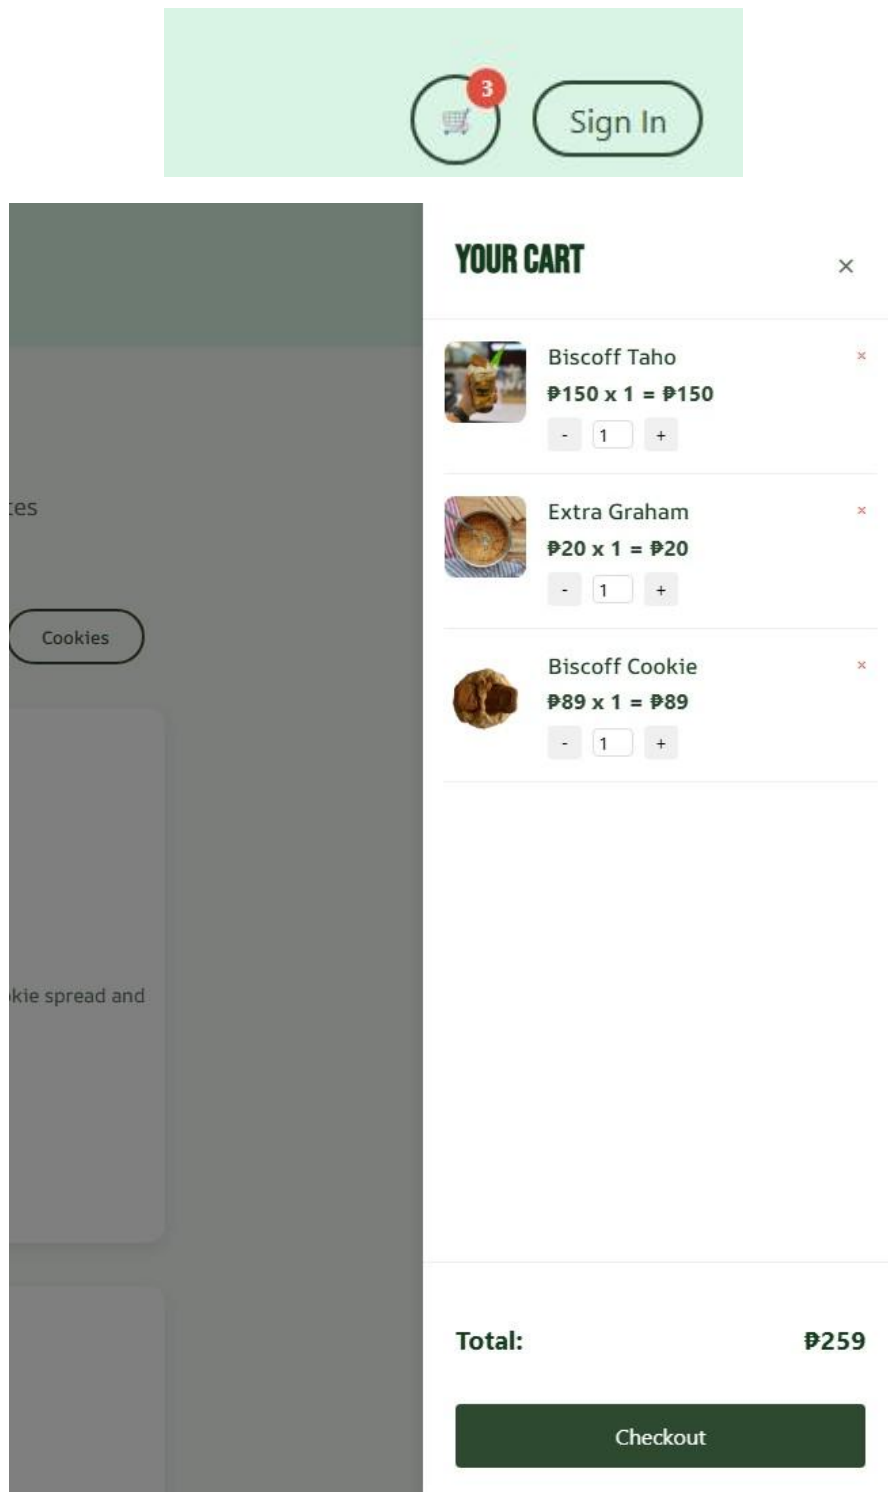 3
Sign In
YOUR CART
×
Biscoff Taho
×
₱150 x 1 = ₱150
- 1 +
Extra Graham
×
₱20 x 1 = ₱20
- 1 +
Biscoff Cookie
×
₱89 x 1 = ₱89
- 1 +
Cookies
kie spread and
Total: ₱259
Checkout